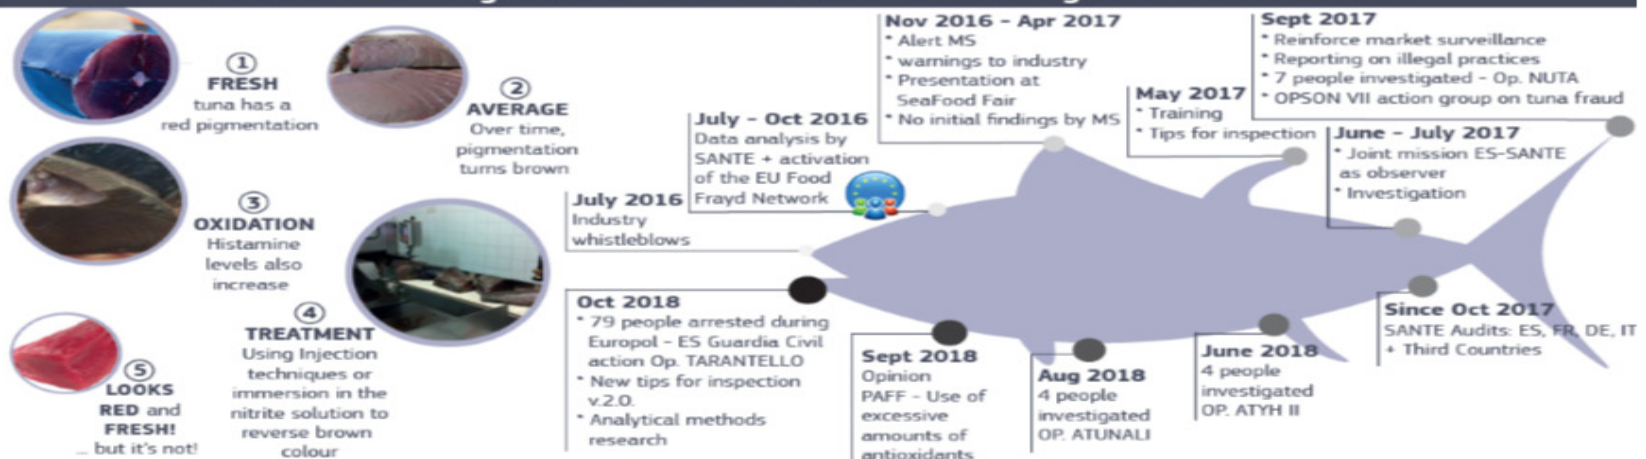 ①
FRESH
tuna has a
red pigmentation
②
AVERAGE
Over time,
pigmentation
turns brown
③
OXIDATION
Histamine
levels also
increase
④
TREATMENT
Using Injection
techniques or
immersion in the
nitrite solution to
reverse brown
colour
⑤
LOOKS
RED and
FRESH!
... but it's not!
July 2016
Industry
whistleblows
July - Oct 2016
Data analysis by
SANTE + activation
of the EU Food
Frayd Network
Nov 2016 - Apr 2017
* Alert MS
* warnings to industry
* Presentation at
SeaFood Fair
* No initial findings by MS
May 2017
* Training
* Tips for inspection
June - July 2017
* Joint mission ES-SANTE
as observer
* Investigation
Sept 2017
* Reinforce market surveillance
* Reporting on illegal practices
* 7 people investigated - Op. NUTA
* OPSON VII action group on tuna fraud
Since Oct 2017
SANTE Audits: ES, FR, DE, IT
+ Third Countries
June 2018
4 people
investigated
OP. ATYH II
Aug 2018
4 people
investigated
OP. ATUNALI
Sept 2018
Opinion
PAFF - Use of
excessive
amounts of
antioxidants
Oct 2018
* 79 people arrested during
Europol - ES Guardia Civil
action Op. TARANTELLO
* New tips for inspection
v.2.0.
* Analytical methods
research